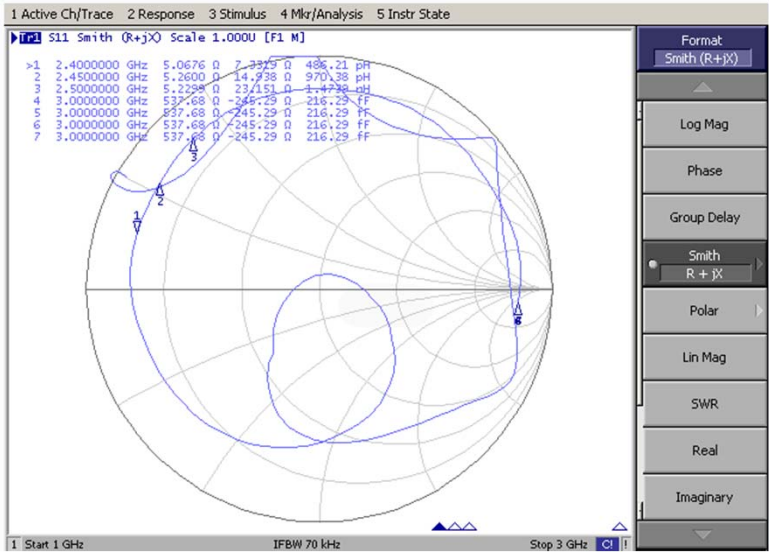 1 Active Ch/Trace 2 Response 3 Stimulus 4 Mkr/Analysis 5 Instr State
Tr1 S11 Smith (R+jX) Scale 1.000U [F1 M]
>1 2.4000000 GHz 5.0676 Ω 7.3319 Ω 486.21 pH
2 2.4500000 GHz 5.2600 Ω 14.938 Ω 970.38 pH
3 2.5000000 GHz 5.2299 Ω 23.151 Ω 1.4738 nH
4 3.0000000 GHz 537.68 Ω -245.29 Ω 216.29 fF
5 3.0000000 GHz 537.68 Ω -245.29 Ω 216.29 fF
6 3.0000000 GHz 537.68 Ω -245.29 Ω 216.29 fF
7 3.0000000 GHz 537.68 Ω -245.29 Ω 216.29 fF
3
2
1
6
1 Start 1 GHz IFBW 70 kHz Stop 3 GHz C! !
Format
Smith (R+jX)
Log Mag
Phase
Group Delay
Smith
R + jX
Polar
Lin Mag
SWR
Real
Imaginary